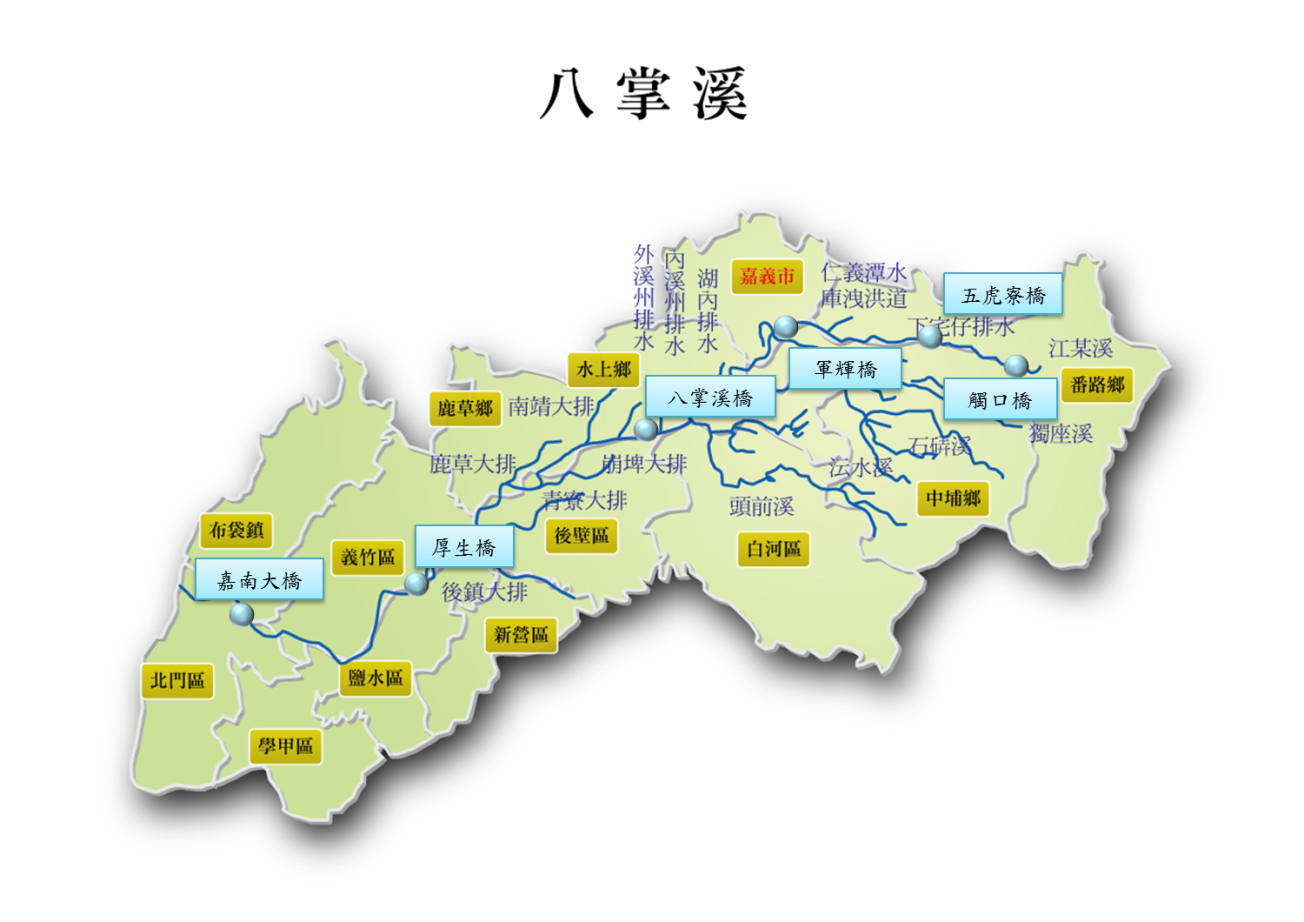 八掌溪
外溪州排水
內溪州排水
湖內排水
嘉義市
仁義潭水
庫洩洪道
五虎寮橋
下宅仔排水
江某溪
番路鄉
觸口橋
獨座溪
軍輝橋
水上鄉
八掌溪橋
鹿草鄉
南靖大排
鹿草大排
崩埤大排
石硦溪
沄水溪
中埔鄉
青寮大排
頭前溪
後壁區
白河區
布袋鎮
義竹區
厚生橋
嘉南大橋
後鎮大排
新營區
北門區
鹽水區
學甲區